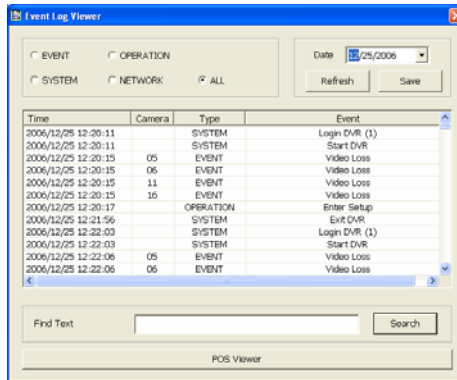 Event Log Viewer
EVENT OPERATION Date 12/25/2006
SYSTEM NETWORK ALL Refresh Save
Time Camera Type Event
2006/12/25 12:20:11 SYSTEM Login DVR (1)
2006/12/25 12:20:11 SYSTEM Start DVR
2006/12/25 12:20:15 05 EVENT Video Loss
2006/12/25 12:20:15 06 EVENT Video Loss
2006/12/25 12:20:15 11 EVENT Video Loss
2006/12/25 12:20:15 16 EVENT Video Loss
2006/12/25 12:20:17 OPERATION Enter Setup
2006/12/25 12:21:56 SYSTEM Exit DVR
2006/12/25 12:22:03 SYSTEM Login DVR (1)
2006/12/25 12:22:03 SYSTEM Start DVR
2006/12/25 12:22:06 05 EVENT Video Loss
2006/12/25 12:22:06 06 EVENT Video Loss
Find Text Search
POS Viewer